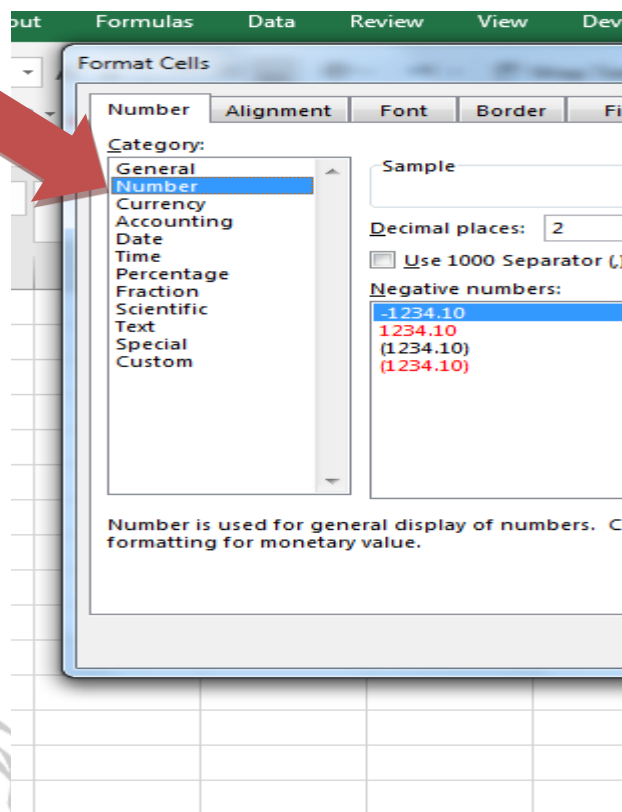 out Formulas Data Review View Dev
Format Cells
Number Alignment Font Border Fi
Category:
General
Number
Currency
Accounting
Date
Time
Percentage
Fraction
Scientific
Text
Special
Custom
Sample
Decimal places: 2
Use 1000 Separator (,)
Negative numbers:
-1234.10
1234.10
(1234.10)
(1234.10)
Number is used for general display of numbers. C
formatting for monetary value.